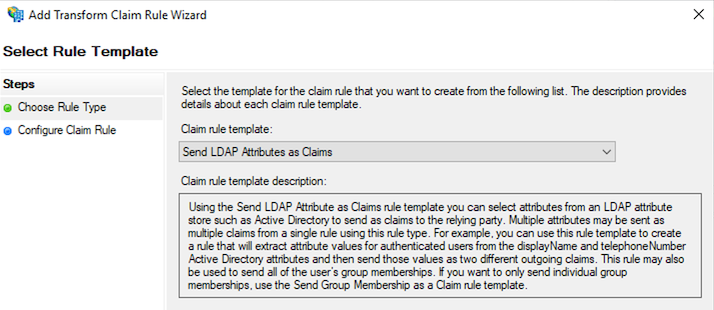 Add Transform Claim Rule Wizard
Select Rule Template
Steps
Choose Rule Type
Configure Claim Rule
Select the template for the claim rule that you want to create from the following list. The description provides
details about each claim rule template.
Claim rule template:
Send LDAP Attributes as Claims
Claim rule template description:
Using the Send LDAP Attribute as Claims rule template you can select attributes from an LDAP attribute
store such as Active Directory to send as claims to the relying party. Multiple attributes may be sent as
multiple claims from a single rule using this rule type. For example, you can use this rule template to create
a rule that will extract attribute values for authenticated users from the displayName and telephoneNumber
Active Directory attributes and then send those values as two different outgoing claims. This rule may also
be used to send all of the user's group memberships. If you want to only send individual group
memberships, use the Send Group Membership as a Claim rule template.